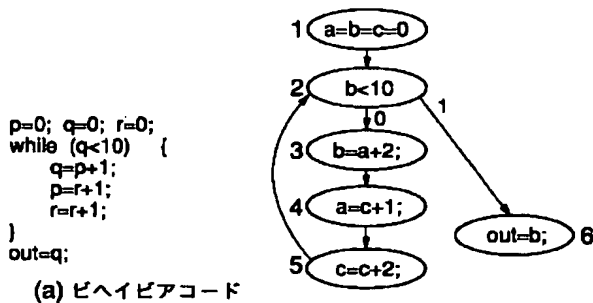 p=0; q=0; r=0;
while (q<10) {
q=p+1;
p=r+1;
r=r+1;
}
out=q;
(a) ビヘイビアコード
1 a=b=c=0
2 b<10
0
1
3 b=a+2;
4 a=c+1;
5 c=c+2;
out=b; 6